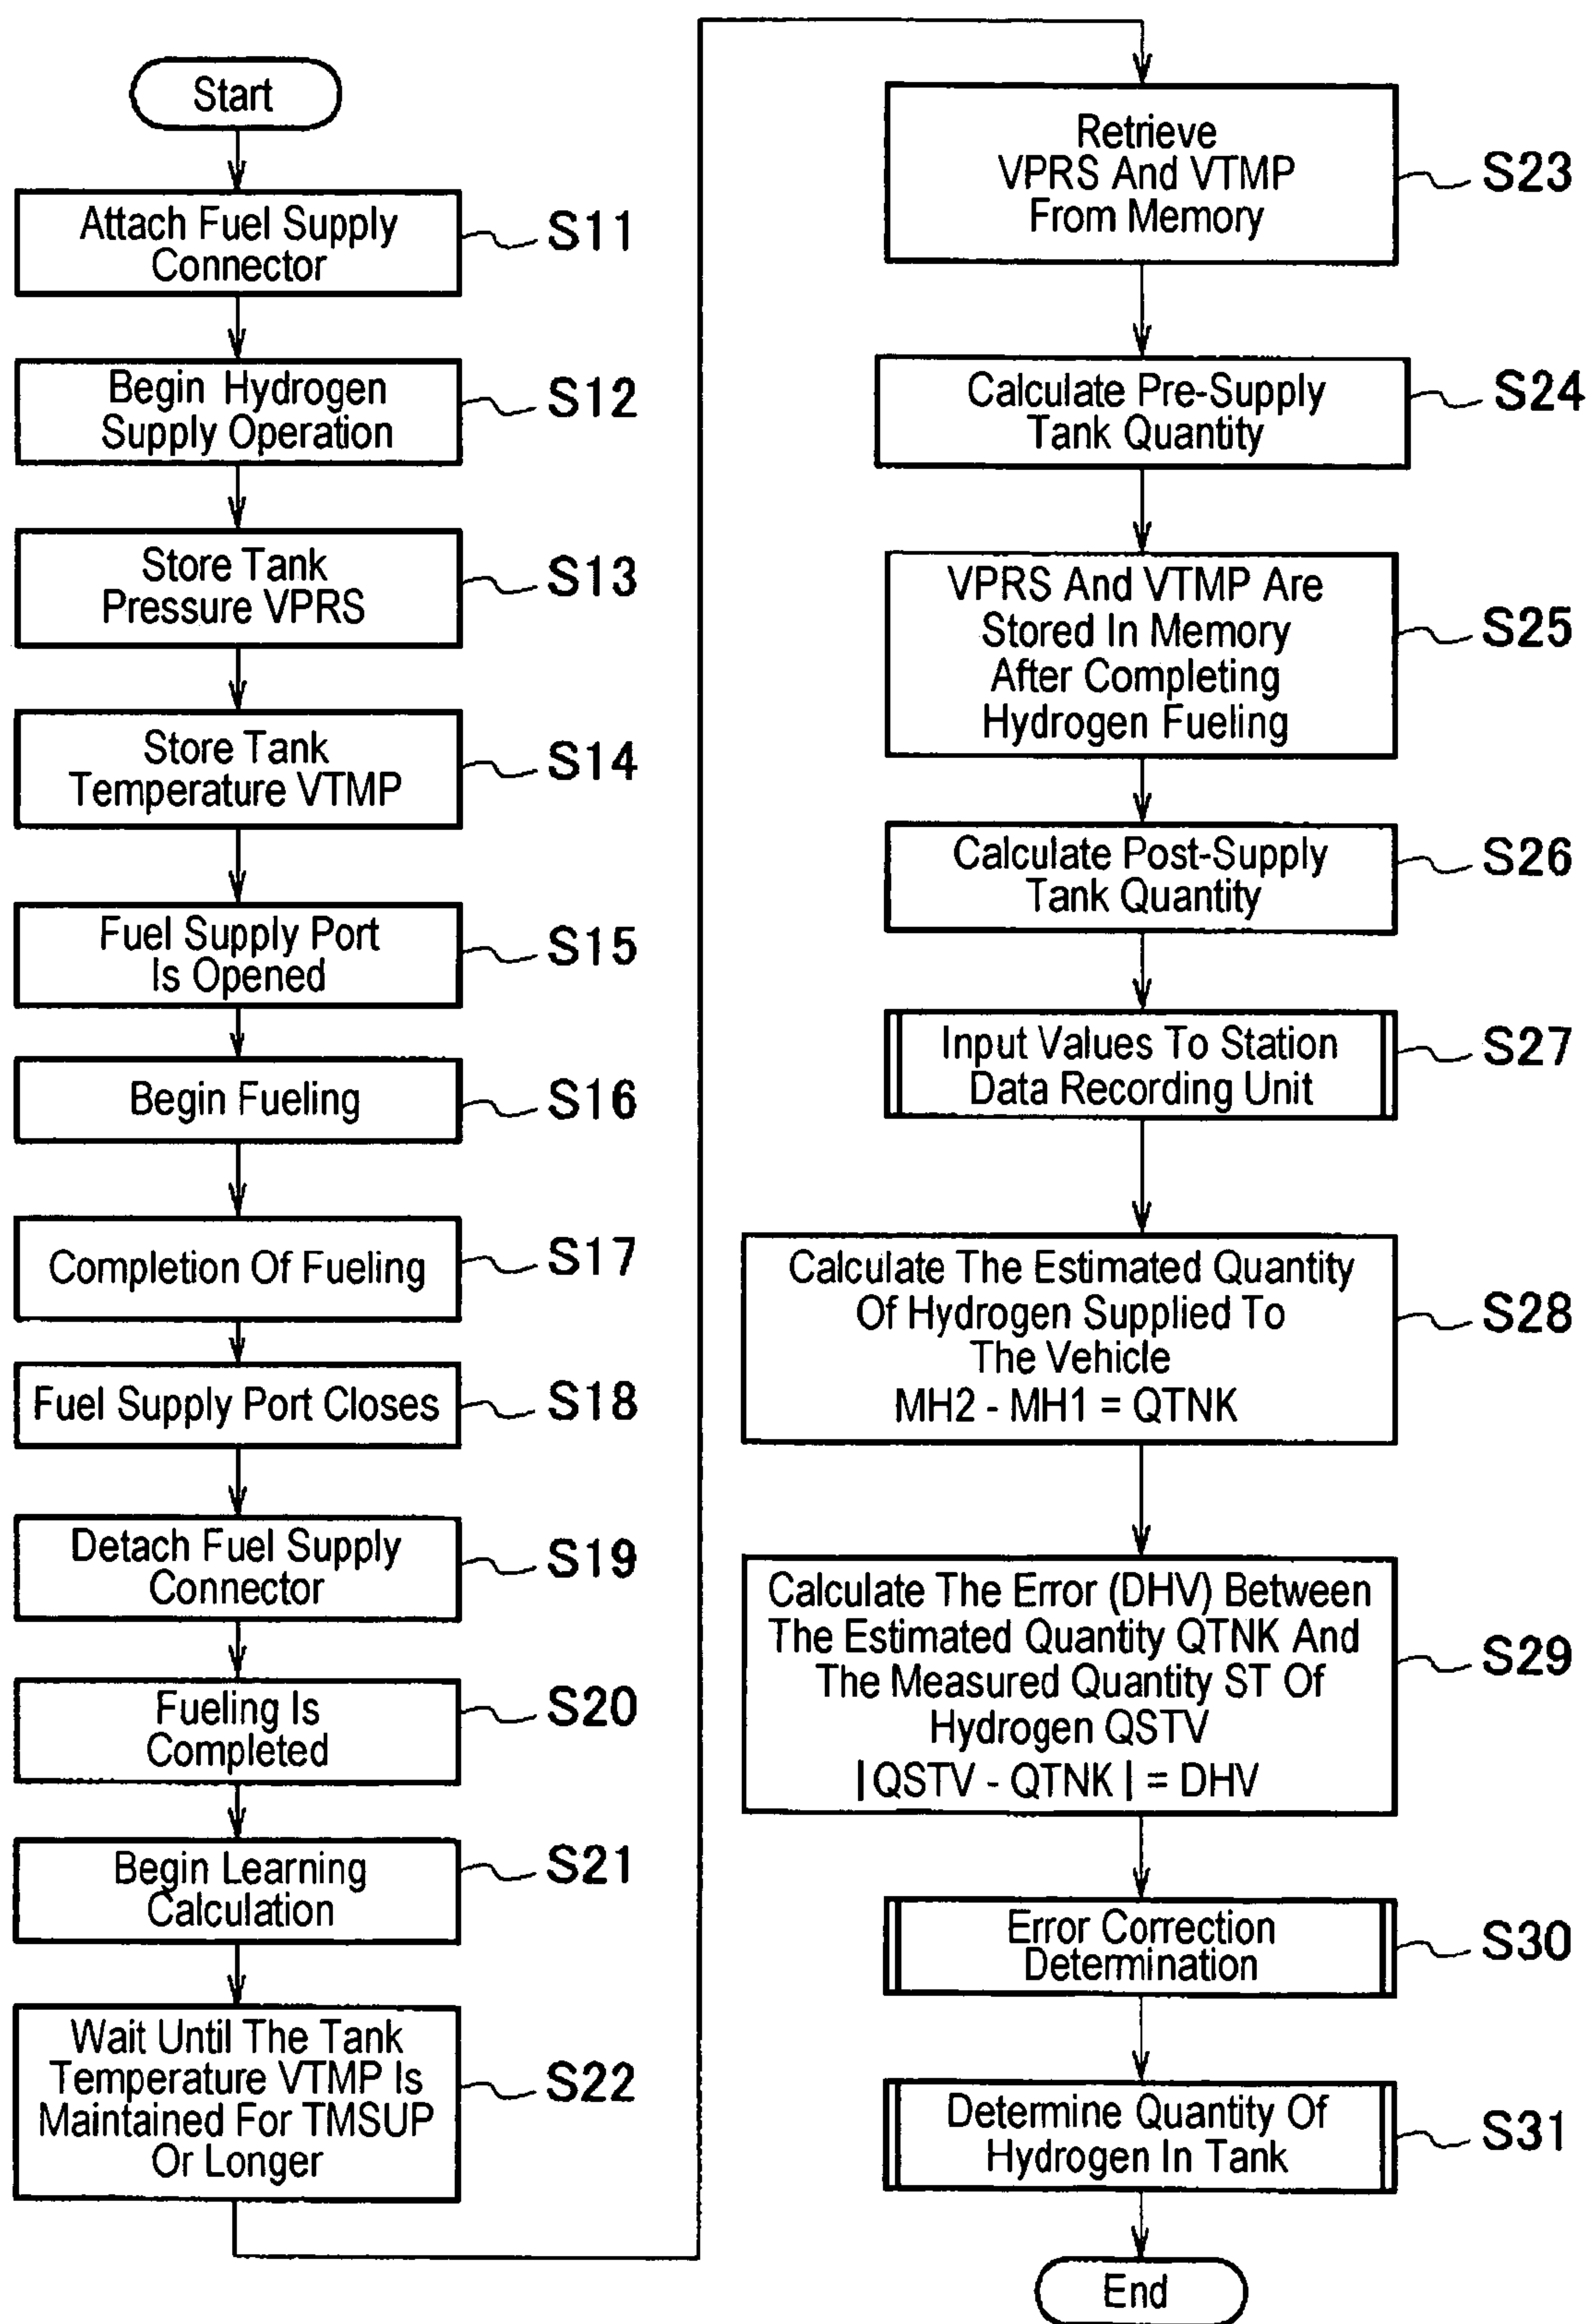 Start
Attach Fuel Supply
Connector
S11
Begin Hydrogen
Supply Operation
S12
Store Tank
Pressure VPRS
S13
Store Tank
Temperature VTMP
S14
Fuel Supply Port
Is Opened
S15
Begin Fueling
S16
Completion Of Fueling
S17
Fuel Supply Port Closes
S18
Detach Fuel Supply
Connector
S19
Fueling Is
Completed
S20
Begin Learning
Calculation
S21
Wait Until The Tank
Temperature VTMP Is
Maintained For TMSUP
Or Longer
S22
Retrieve
VPRS And VTMP
From Memory
S23
Calculate Pre-Supply
Tank Quantity
S24
VPRS And VTMP Are
Stored In Memory
After Completing
Hydrogen Fueling
S25
Calculate Post-Supply
Tank Quantity
S26
Input Values To Station
Data Recording Unit
S27
Calculate The Estimated Quantity
Of Hydrogen Supplied To
The Vehicle
MH2 - MH1 = QTNK
S28
Calculate The Error (DHV) Between
The Estimated Quantity QTNK And
The Measured Quantity ST Of
Hydrogen QSTV
|QSTV - QTNK| = DHV
S29
Error Correction
Determination
S30
Determine Quantity Of
Hydrogen In Tank
S31
End